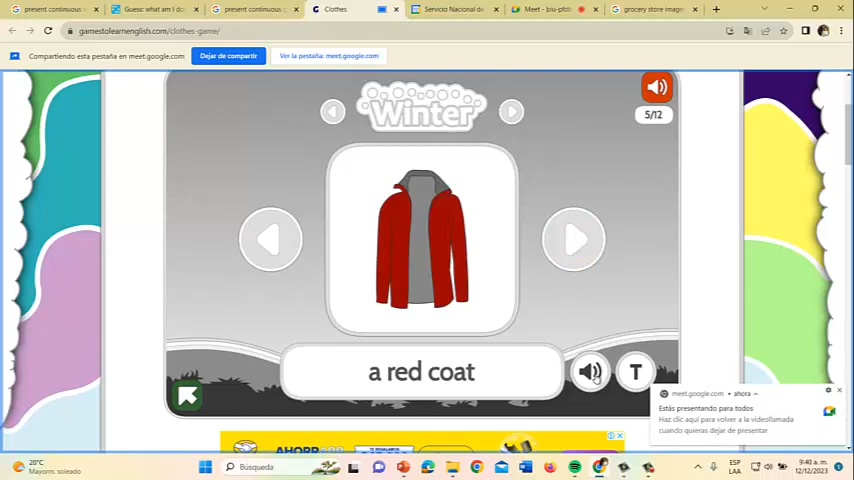 present continuous
Guess: what am I do
present continuous
Clothes
Servicio Nacional de
Meet - biu-pfdt
grocery store image
gamestolearnenglish.com/clothes-game/
Compartiendo esta pestaña en meet.google.com
Dejar de compartir
Ver la pestaña: meet.google.com
Winter
5/12
a red coat
T
meet.google.com • ahora
Estás presentando para todos
Haz clic aquí para volver a la videollamada
cuando quieras dejar de presentar
20°C
Mayorm. soleado
Búsqueda
ESP
LAA
9:40 a. m.
12/12/2023